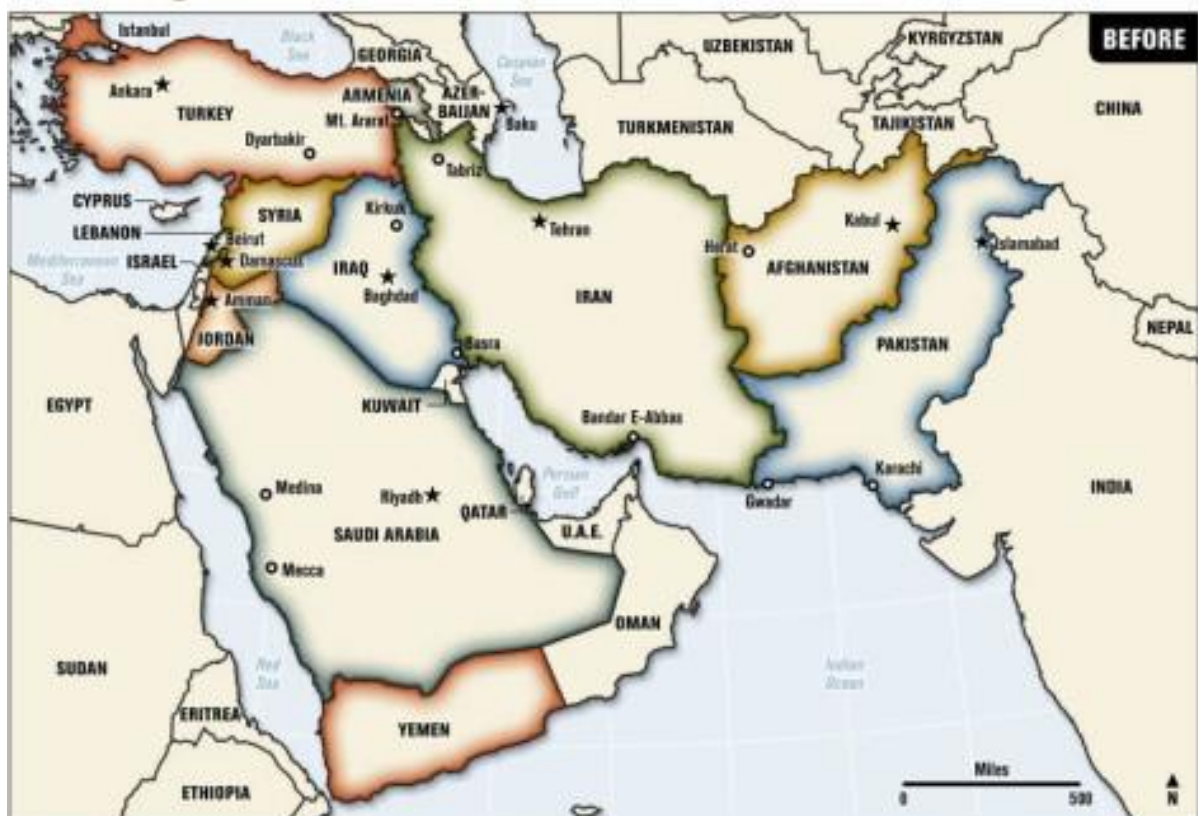 BEFORE
Istanbul
Black
Sea
GEORGIA
Caspian
Sea
UZBEKISTAN
KYRGYZSTAN
Ankara
TURKEY
ARMENIA
AZER-
BAIJAN
Baku
Mt. Ararat
TURKMENISTAN
TAJIKISTAN
CHINA
Dyarbakir
Tabriz
CYPRUS
SYRIA
Kirkuk
Tehran
Kabul
LEBANON
Beirut
Islamabad
Mediterranean
Sea
ISRAEL
Damascus
IRAQ
Herat
AFGHANISTAN
Baghdad
IRAN
Amman
JORDAN
Basra
PAKISTAN
NEPAL
EGYPT
KUWAIT
Bandar E-Abbas
Persian
Gulf
Karachi
Medina
Riyadh
QATAR
Gwadar
INDIA
SAUDI ARABIA
U.A.E.
Mecca
OMAN
SUDAN
Red
Sea
Indian
Ocean
ERITREA
YEMEN
Miles
ETHIOPIA
0
500
N